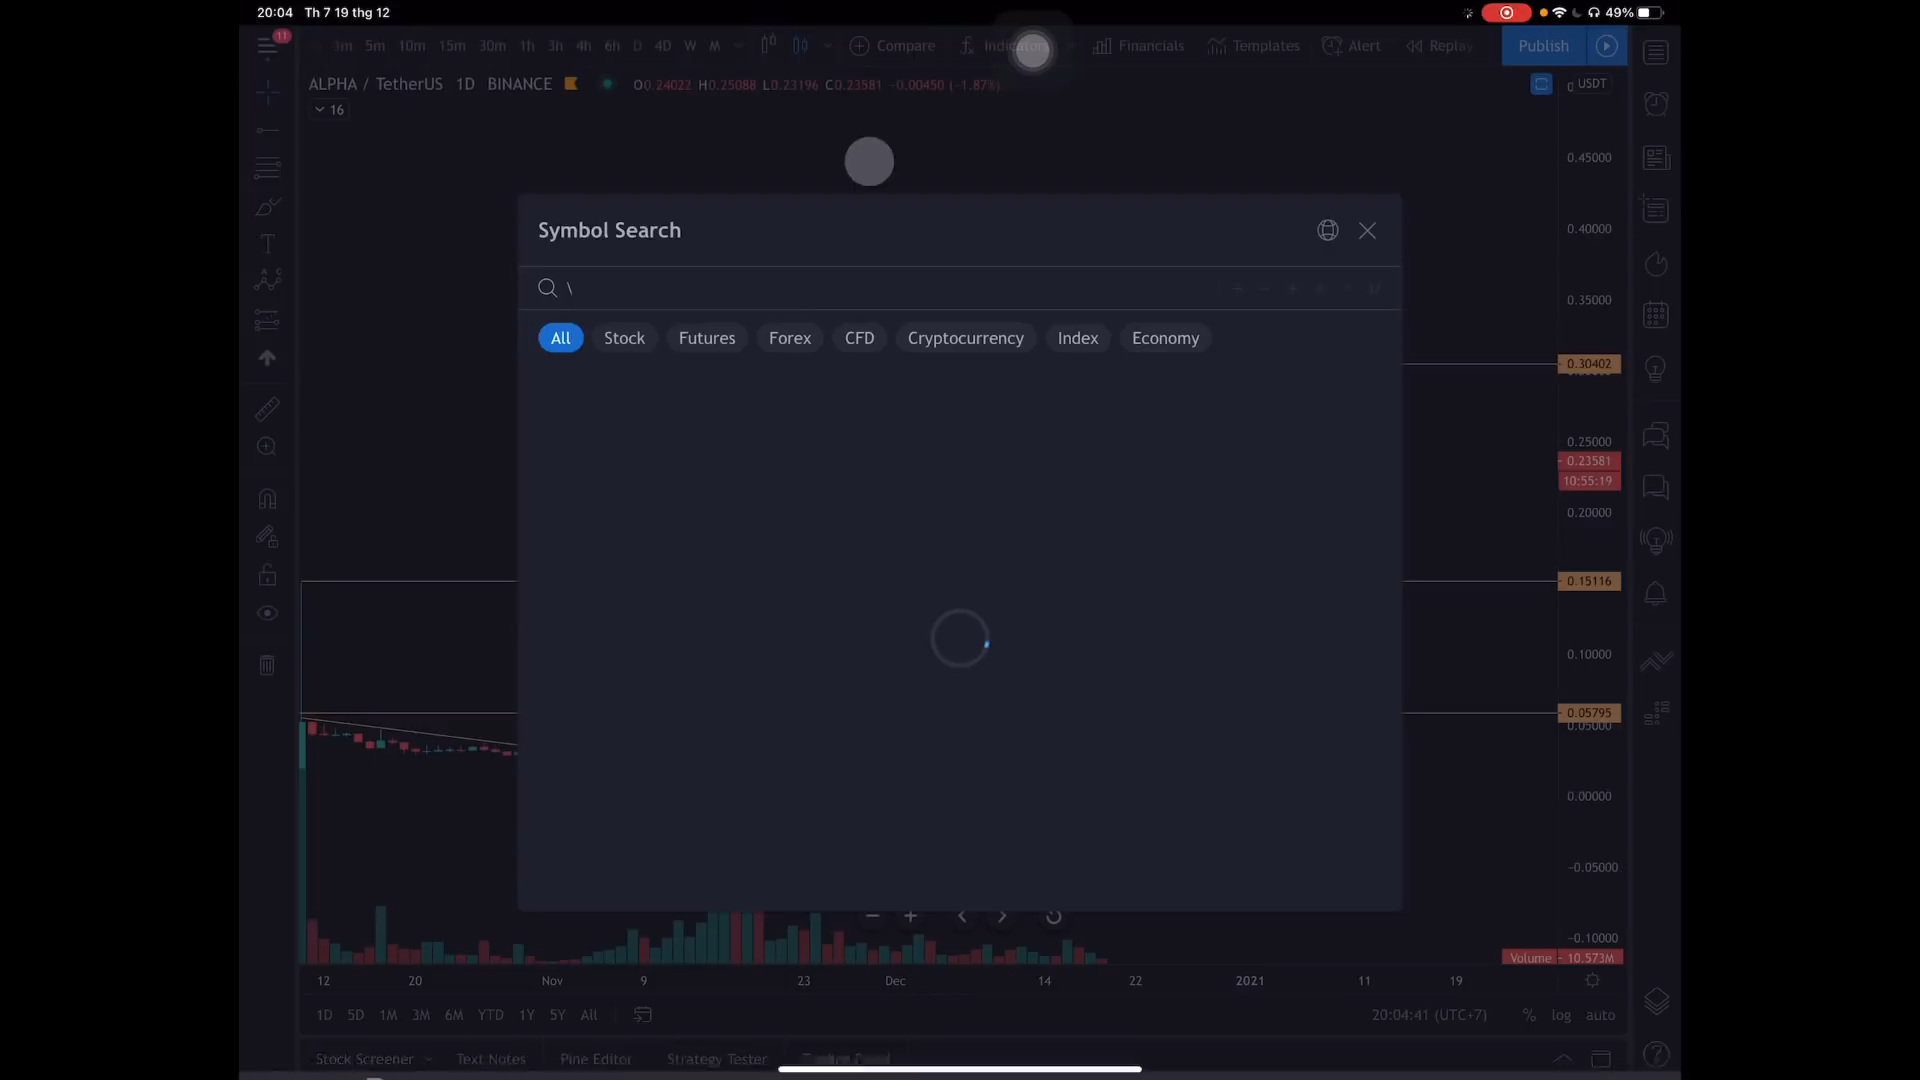 20:04 Th 7 19 thg 12
49%
11
3m 5m 10m 15m 30m 1h 3h 4h 6h D 4D W M Compare Indicators Financials Templates Alert Replay Publish
ALPHA / TetherUS 1D BINANCE O0.24022 H0.25088 L0.23196 C0.23581 −0.00450 (−1.87%)
USDT
16
0.45000
Symbol Search
0.40000
\
0.35000
All Stock Futures Forex CFD Cryptocurrency Index Economy
0.30402
0.25000
0.23581
10:55:19
0.20000
0.15116
0.10000
0.05795
0.05000
0.00000
−0.05000
−0.10000
Volume 10.573M
12 20 Nov 9 23 Dec 14 22 2021 11 19
1D 5D 1M 3M 6M YTD 1Y 5Y All 20:04:41 (UTC+7) % log auto
Stock Screener Text Notes Pine Editor Strategy Tester